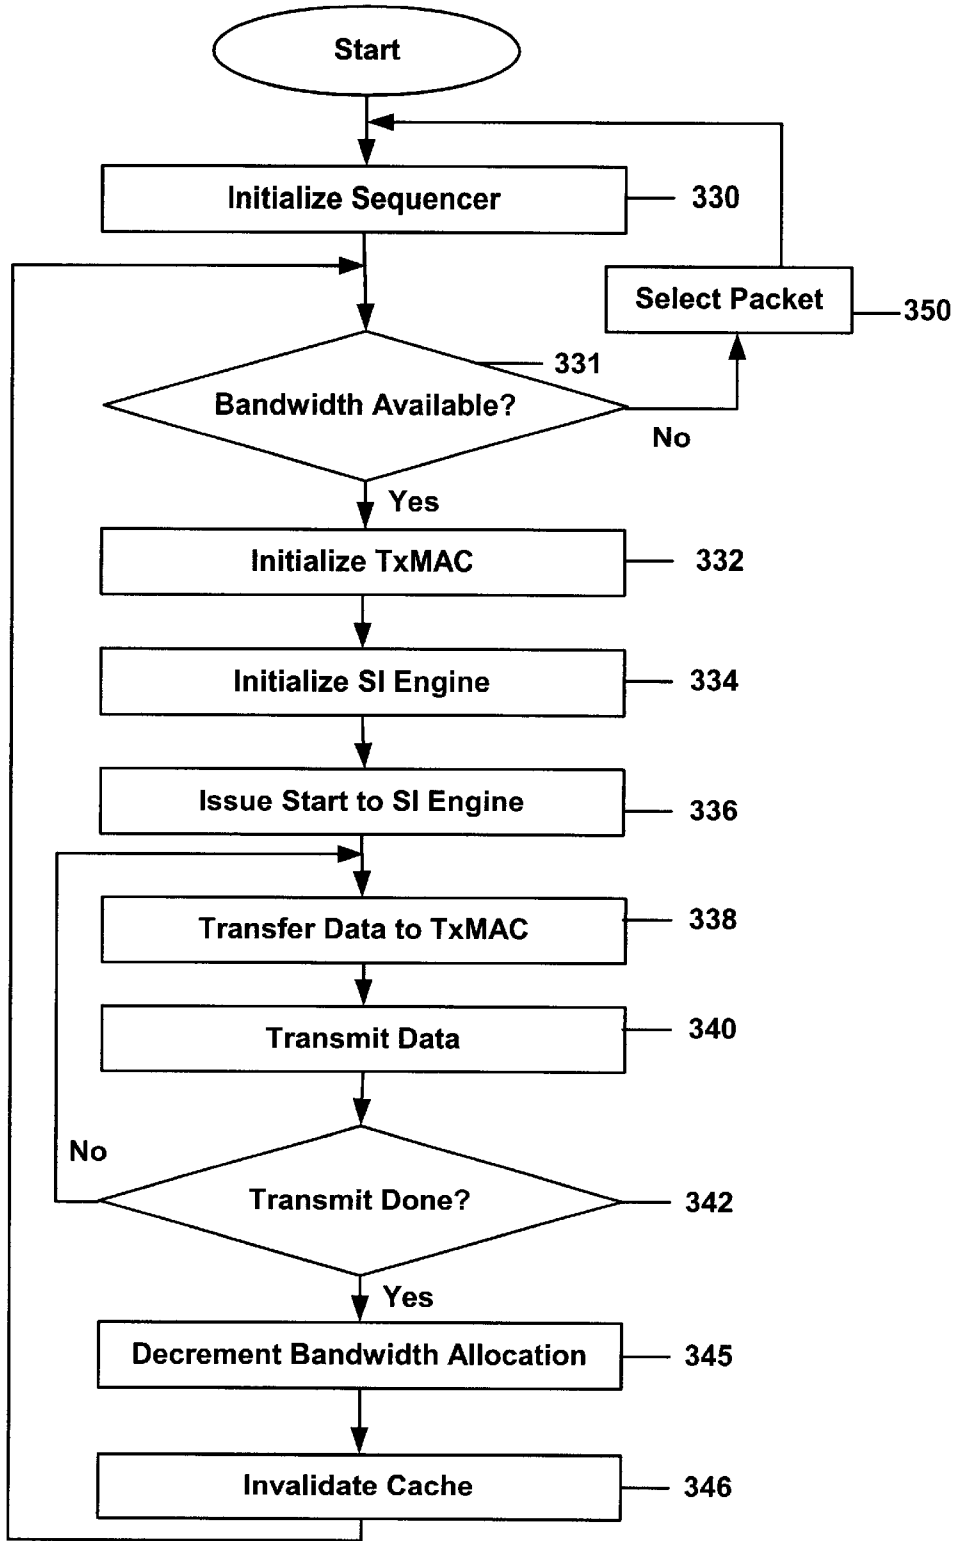 Start
Initialize Sequencer
330
Select Packet
350
331
Bandwidth Available?
No
Yes
Initialize TxMAC
332
Initialize SI Engine
334
Issue Start to SI Engine
336
Transfer Data to TxMAC
338
Transmit Data
340
No
Transmit Done?
342
Yes
Decrement Bandwidth Allocation
345
Invalidate Cache
346